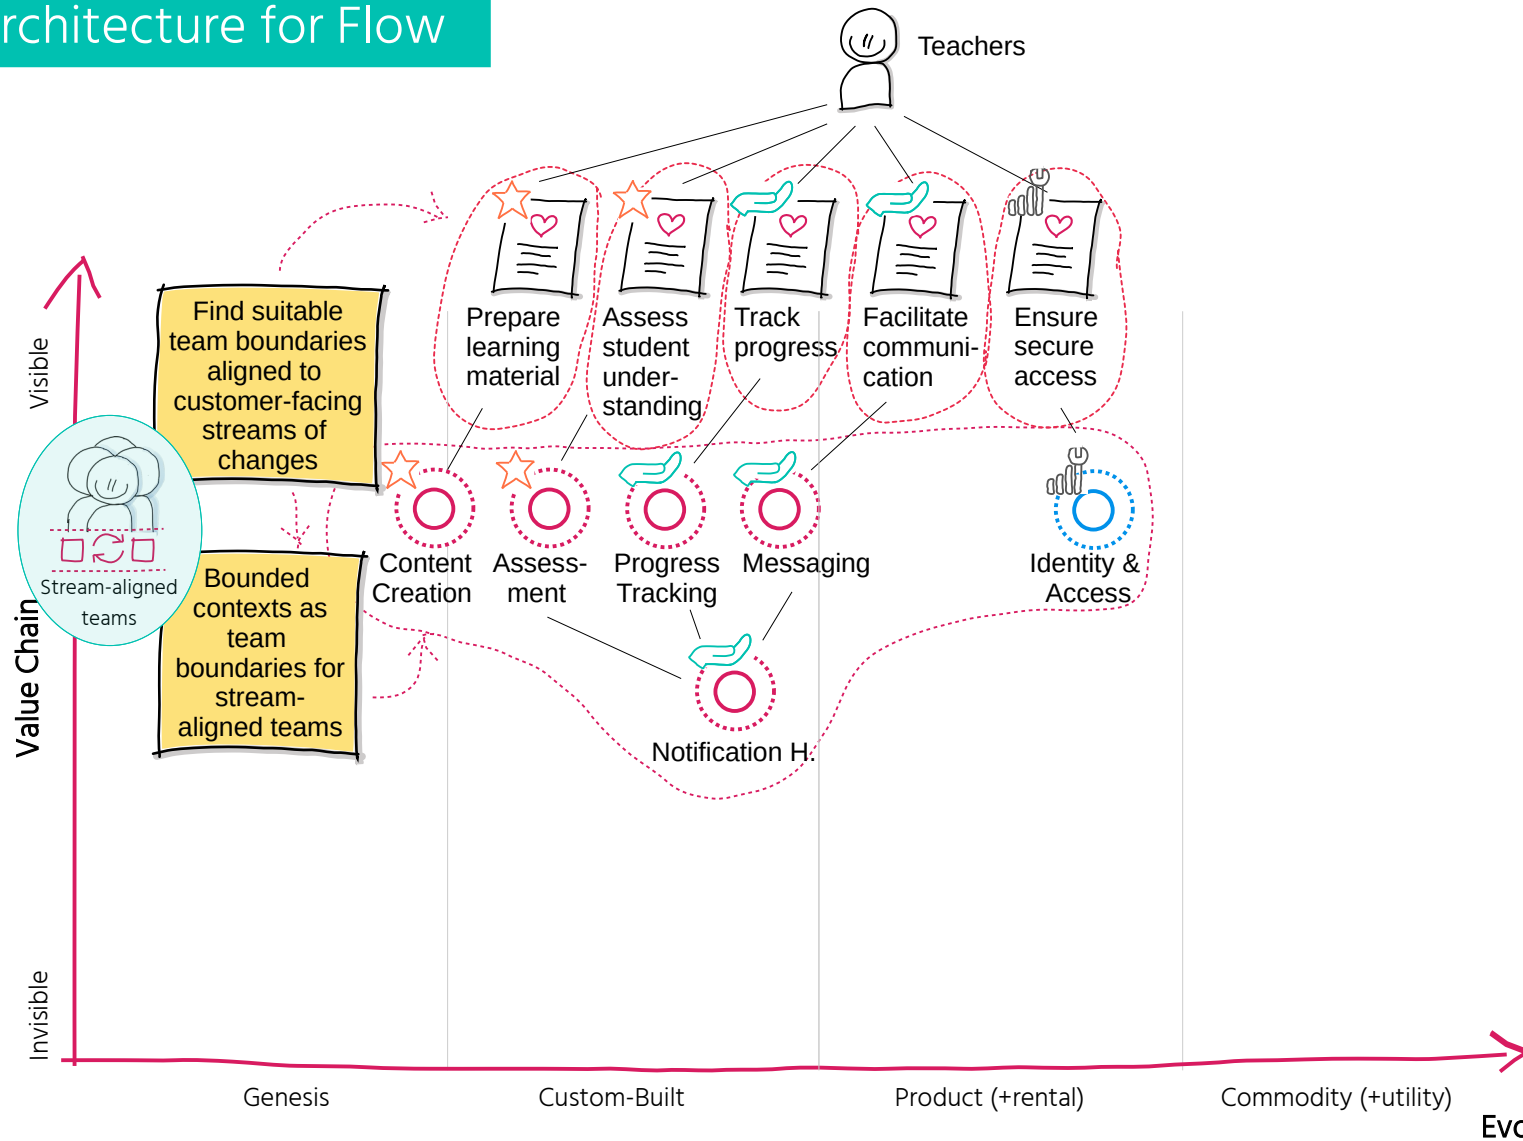 rchitecture for Flow
Teachers
Find suitable
team boundaries
aligned to
customer-facing
streams of
changes
Prepare
learning
material
Assess
student
under-
standing
Track
progress
Facilitate
communi-
cation
Ensure
secure
access
Visible
Stream-aligned
teams
Value Chain
Bounded
contexts as
team
boundaries for
stream-
aligned teams
Content
Creation
Assess-
ment
Progress
Tracking
Messaging
Identity &
Access
Notification H.
Invisible
Genesis
Custom-Built
Product (+rental)
Commodity (+utility)
Evo